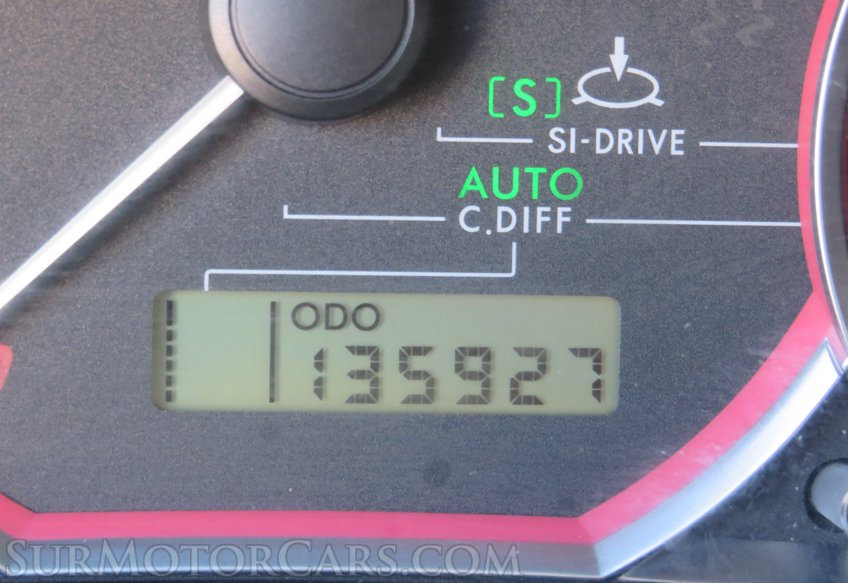 [S]
SI-DRIVE
AUTO
C.DIFF
ODO
135927
SURMOTORCARS.COM